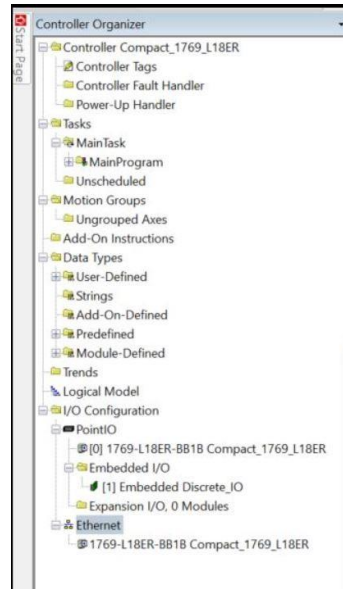 Start Page
Controller Organizer
Controller Compact_1769_L18ER
Controller Tags
Controller Fault Handler
Power-Up Handler
Tasks
MainTask
MainProgram
Unscheduled
Motion Groups
Ungrouped Axes
Add-On Instructions
Data Types
User-Defined
Strings
Add-On-Defined
Predefined
Module-Defined
Trends
Logical Model
I/O Configuration
PointIO
[0] 1769-L18ER-BB1B Compact_1769_L18ER
Embedded I/O
[1] Embedded Discrete_IO
Expansion I/O, 0 Modules
Ethernet
1769-L18ER-BB1B Compact_1769_L18ER